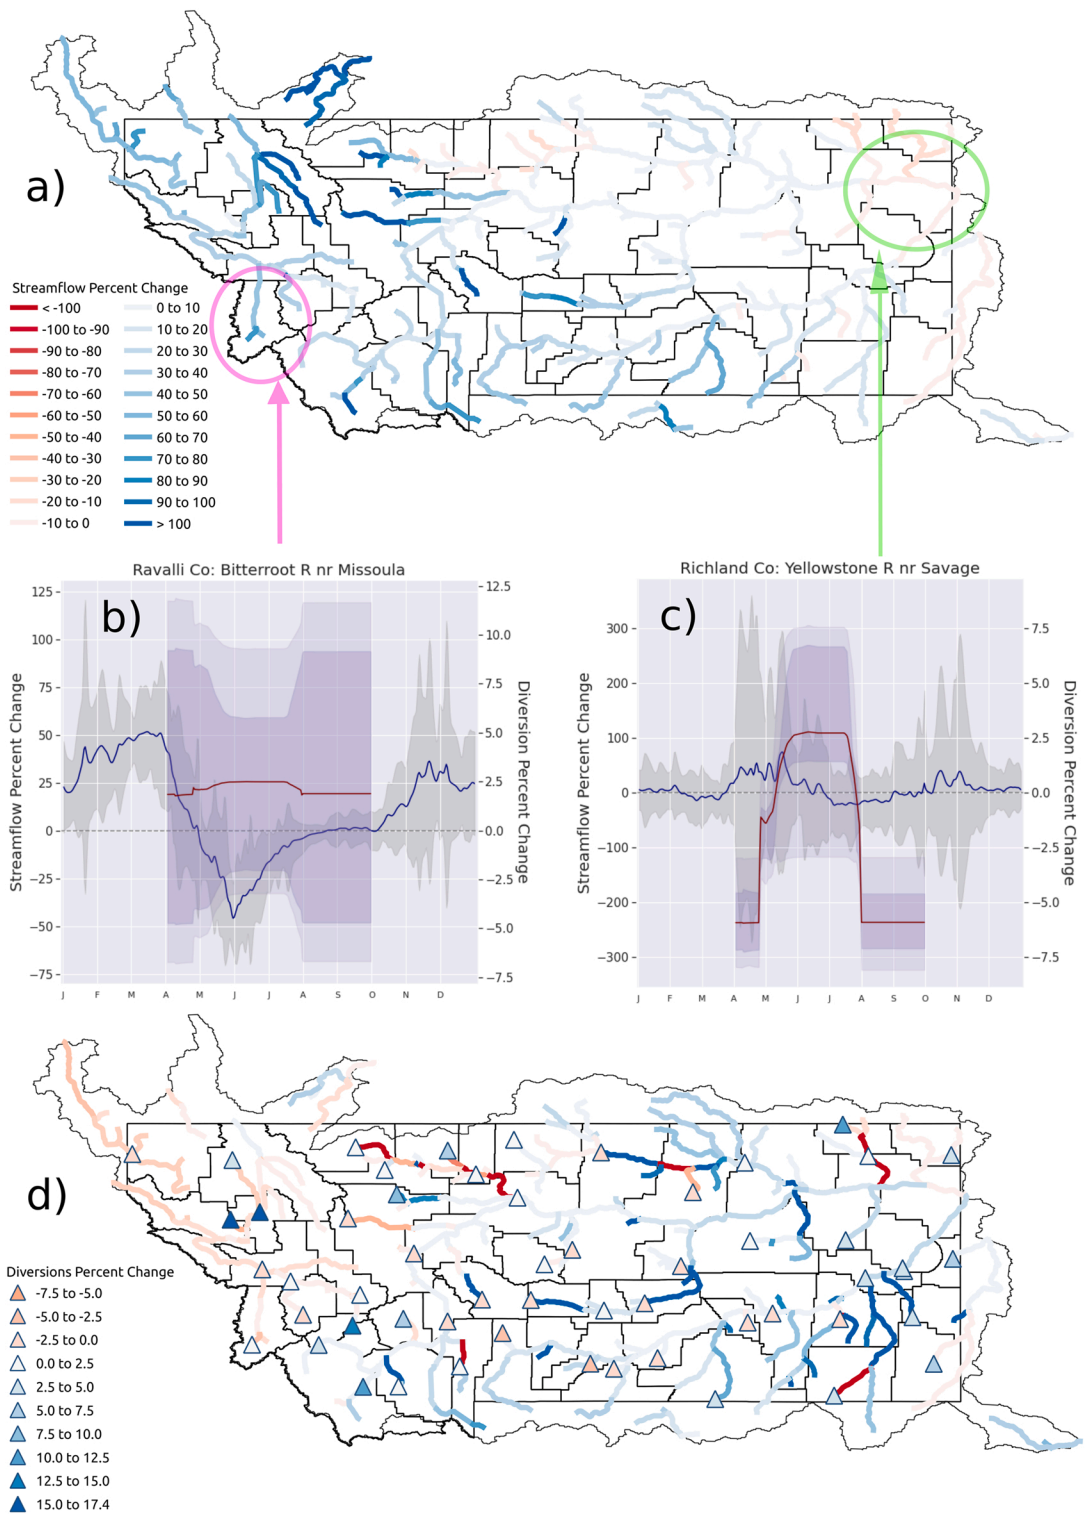 a)
Streamflow Percent Change
< -100
-100 to -90
-90 to -80
-80 to -70
-70 to -60
-60 to -50
-50 to -40
-40 to -30
-30 to -20
-20 to -10
-10 to 0
0 to 10
10 to 20
20 to 30
30 to 40
40 to 50
50 to 60
60 to 70
70 to 80
80 to 90
90 to 100
> 100
Ravalli Co: Bitterroot R nr Missoula
b)
Streamflow Percent Change
125
100
75
50
25
0
−25
−50
−75
Diversion Percent Change
12.5
10.0
7.5
5.0
2.5
0.0
−2.5
−5.0
−7.5
J F M A M J J A S O N D
Richland Co: Yellowstone R nr Savage
c)
Streamflow Percent Change
300
200
100
0
−100
−200
−300
Diversion Percent Change
7.5
5.0
2.5
0.0
−2.5
−5.0
−7.5
J F M A M J J A S O N D
d)
Diversions Percent Change
-7.5 to -5.0
-5.0 to -2.5
-2.5 to 0.0
0.0 to 2.5
2.5 to 5.0
5.0 to 7.5
7.5 to 10.0
10.0 to 12.5
12.5 to 15.0
15.0 to 17.4